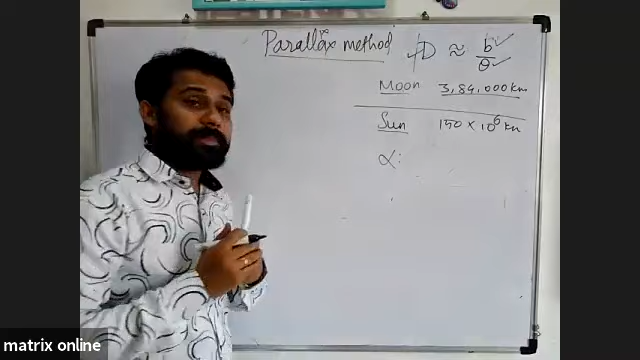 Parallax method D ≈ b/θ
Moon 3,84,000 km
Sun 150 × 10⁶ km
α:
matrix online